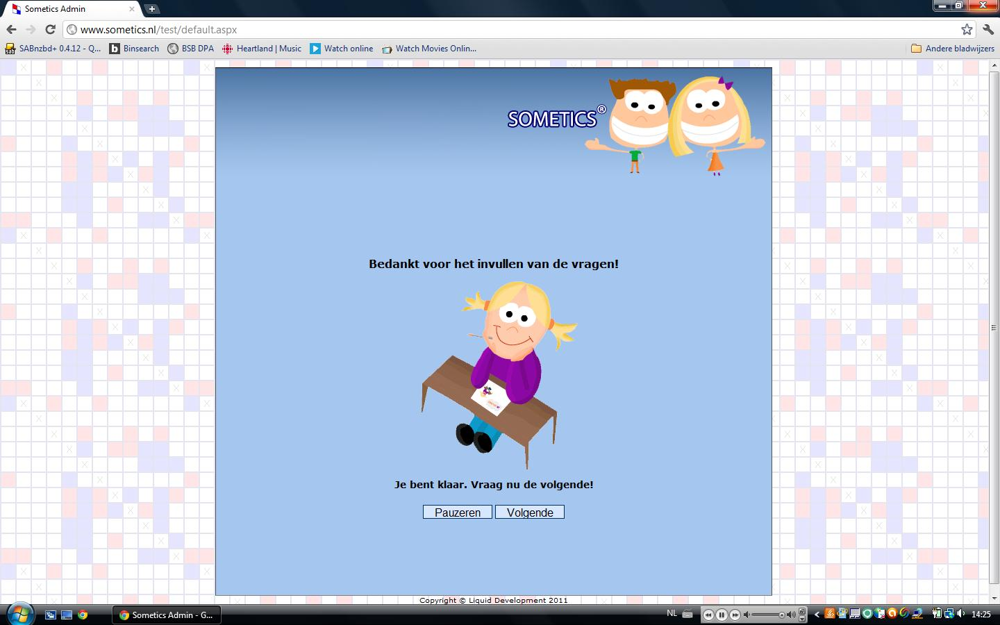 Sometics Admin
www.sometics.nl/test/default.aspx
SABnzbd+ 0.4.12 - Q...
Binsearch
BSB DPA
Heartland | Music
Watch online
Watch Movies Onlin...
Andere bladwijzers
SOMETICS®
Bedankt voor het invullen van de vragen!
Je bent klaar. Vraag nu de volgende!
Pauzeren
Volgende
Copyright © Liquid Development 2011
Sometics Admin - G...
NL
14:25